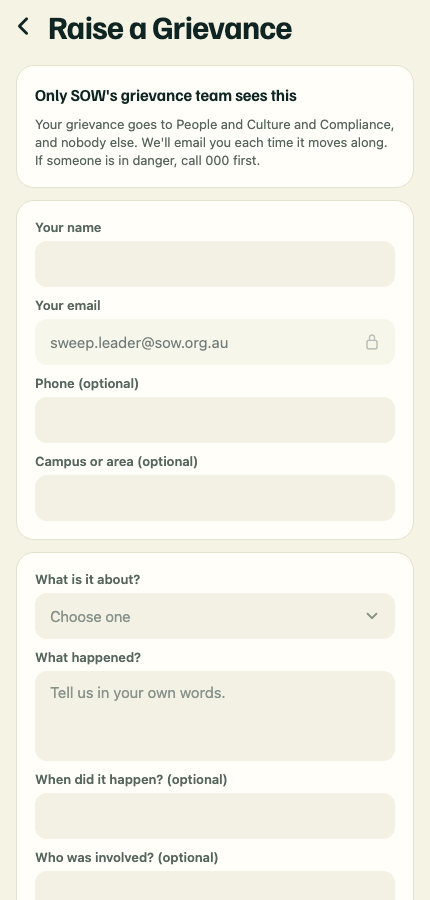 Raise a Grievance
Only SOW's grievance team sees this
Your grievance goes to People and Culture and Compliance,
and nobody else. We'll email you each time it moves along.
If someone is in danger, call 000 first.
Your name
Your email
sweep.leader@sow.org.au
Phone (optional)
Campus or area (optional)
What is it about?
Choose one
What happened?
Tell us in your own words.
When did it happen? (optional)
Who was involved? (optional)